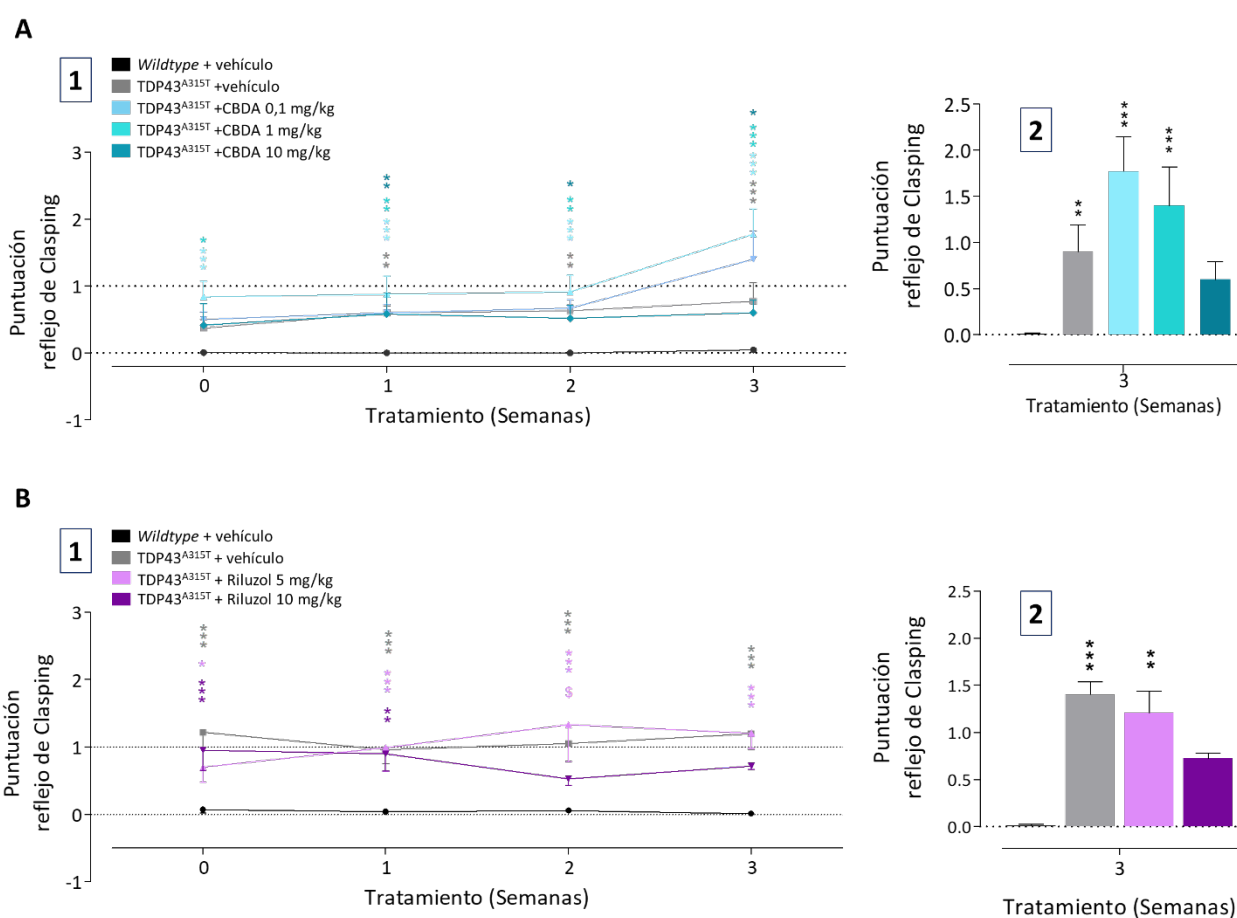 A
1
Wildtype + vehículo
TDP43A315T +vehículo
TDP43A315T +CBDA 0,1 mg/kg
TDP43A315T +CBDA 1 mg/kg
TDP43A315T +CBDA 10 mg/kg
Puntuación
reflejo de Clasping
3
2
1
0
-1
* *** 
** ** *** **
* ** *** **
* *** *** ***
0 1 2 3
Tratamiento (Semanas)
2
Puntuación
reflejo de Clasping
2.5
2.0
1.5
1.0
0.5
0.0
** *** ***
3
Tratamiento (Semanas)
B
1
Wildtype + vehículo
TDP43A315T + vehículo
TDP43A315T + Riluzol 5 mg/kg
TDP43A315T + Riluzol 10 mg/kg
Puntuación
reflejo de Clasping
3
2
1
0
-1
*** * ***
*** *** **
*** *** $
*** ***
0 1 2 3
Tratamiento (Semanas)
2
Puntuación
reflejo de Clasping
2.5
2.0
1.5
1.0
0.5
0.0
*** **
3
Tratamiento (Semanas)